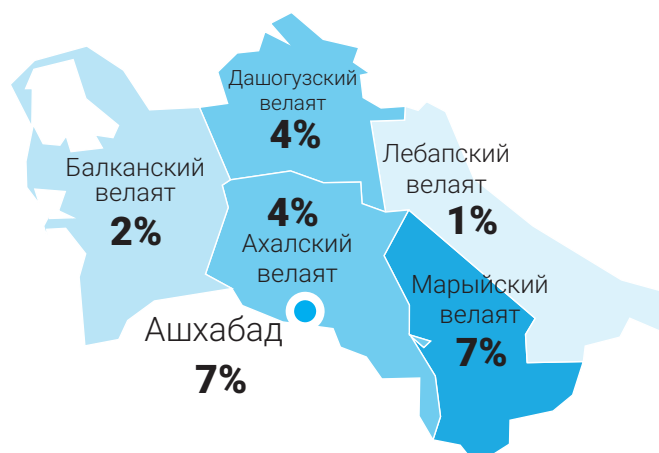 Дашогузский
велаят
4%
Балканский
велаят
2%
Лебапский
велаят
1%
4%
Ахалский
велаят
Марыйский
велаят
7%
Ашхабад
7%